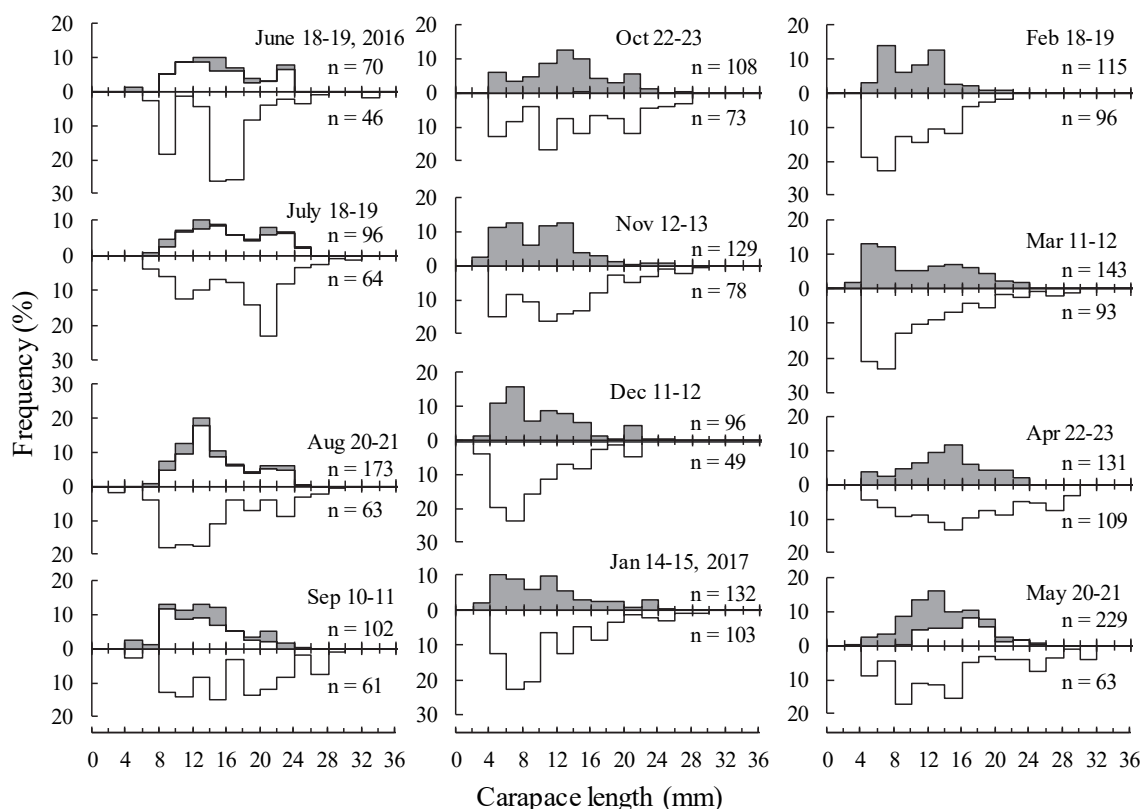 Frequency (%)
20
10
0
10
20
30
June 18-19, 2016
n = 70
n = 46
20
10
0
10
20
30
July 18-19
n = 96
n = 64
30
20
10
0
10
20
Aug 20-21
n = 173
n = 63
20
10
0
10
20
Sep 10-11
n = 102
n = 61
0 4 8 12 16 20 24 28 32 36
20
10
0
10
20
Oct 22-23
n = 108
n = 73
20
10
0
10
20
Nov 12-13
n = 129
n = 78
20
10
0
10
20
30
Dec 11-12
n = 96
n = 49
10
0
10
20
30
Jan 14-15, 2017
n = 132
n = 103
0 4 8 12 16 20 24 28 32 36
20
10
0
10
20
30
Feb 18-19
n = 115
n = 96
20
10
0
10
20
Mar 11-12
n = 143
n = 93
20
10
0
10
20
Apr 22-23
n = 131
n = 109
20
10
0
10
20
May 20-21
n = 229
n = 63
0 4 8 12 16 20 24 28 32 36
Carapace length (mm)